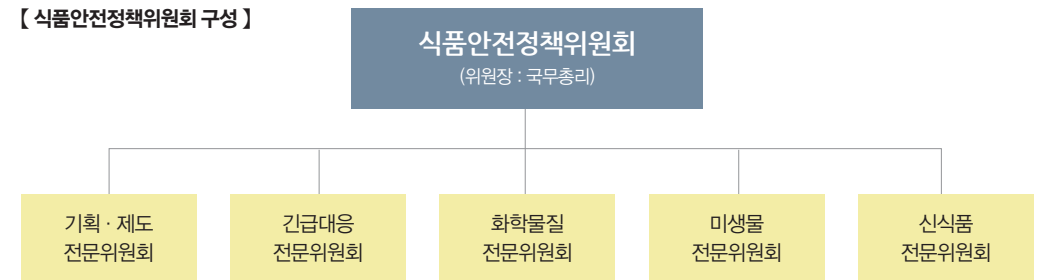 【 식품안전정책위원회 구성 】
식품안전정책위원회
(위원장 : 국무총리)
기획 · 제도
전문위원회
긴급대응
전문위원회
화학물질
전문위원회
미생물
전문위원회
신식품
전문위원회